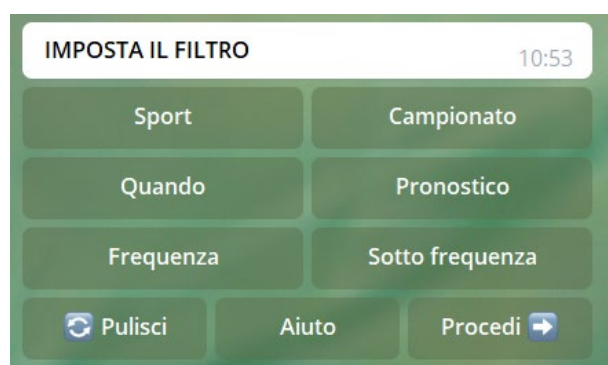 IMPOSTA IL FILTRO
10:53
Sport Campionato
Quando Pronostico
Frequenza Sotto frequenza
Pulisci Aiuto Procedi